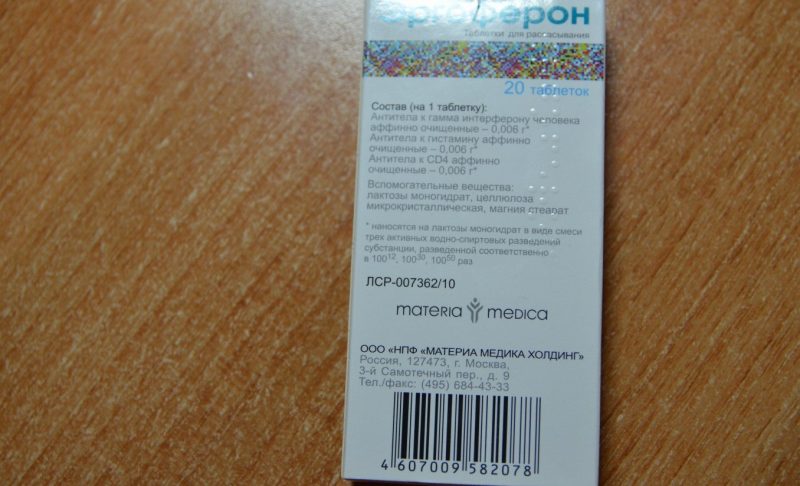 Эргоферон
Таблетки для рассасывания
20 таблеток
Состав (на 1 таблетку):
Антитела к гамма интерферону человека
аффинно очищенные – 0,006 г*
Антитела к гистамину аффинно
очищенные – 0,006 г*
Антитела к CD4 аффинно
очищенные – 0,006 г*
Вспомогательные вещества:
лактозы моногидрат, целлюлоза
микрокристаллическая, магния стеарат
* наносятся на лактозы моногидрат в виде смеси
трех активных водно-спиртовых разведений
субстанции, разведенной соответственно
в 100¹², 100³⁰, 100⁵⁰ раз
ЛСР-007362/10
materia medica
ООО «НПФ «МАТЕРИА МЕДИКА ХОЛДИНГ»
Россия, 127473, г. Москва,
3-й Самотечный пер., д. 9
Тел./факс: (495) 684-43-33
4 607009 582078